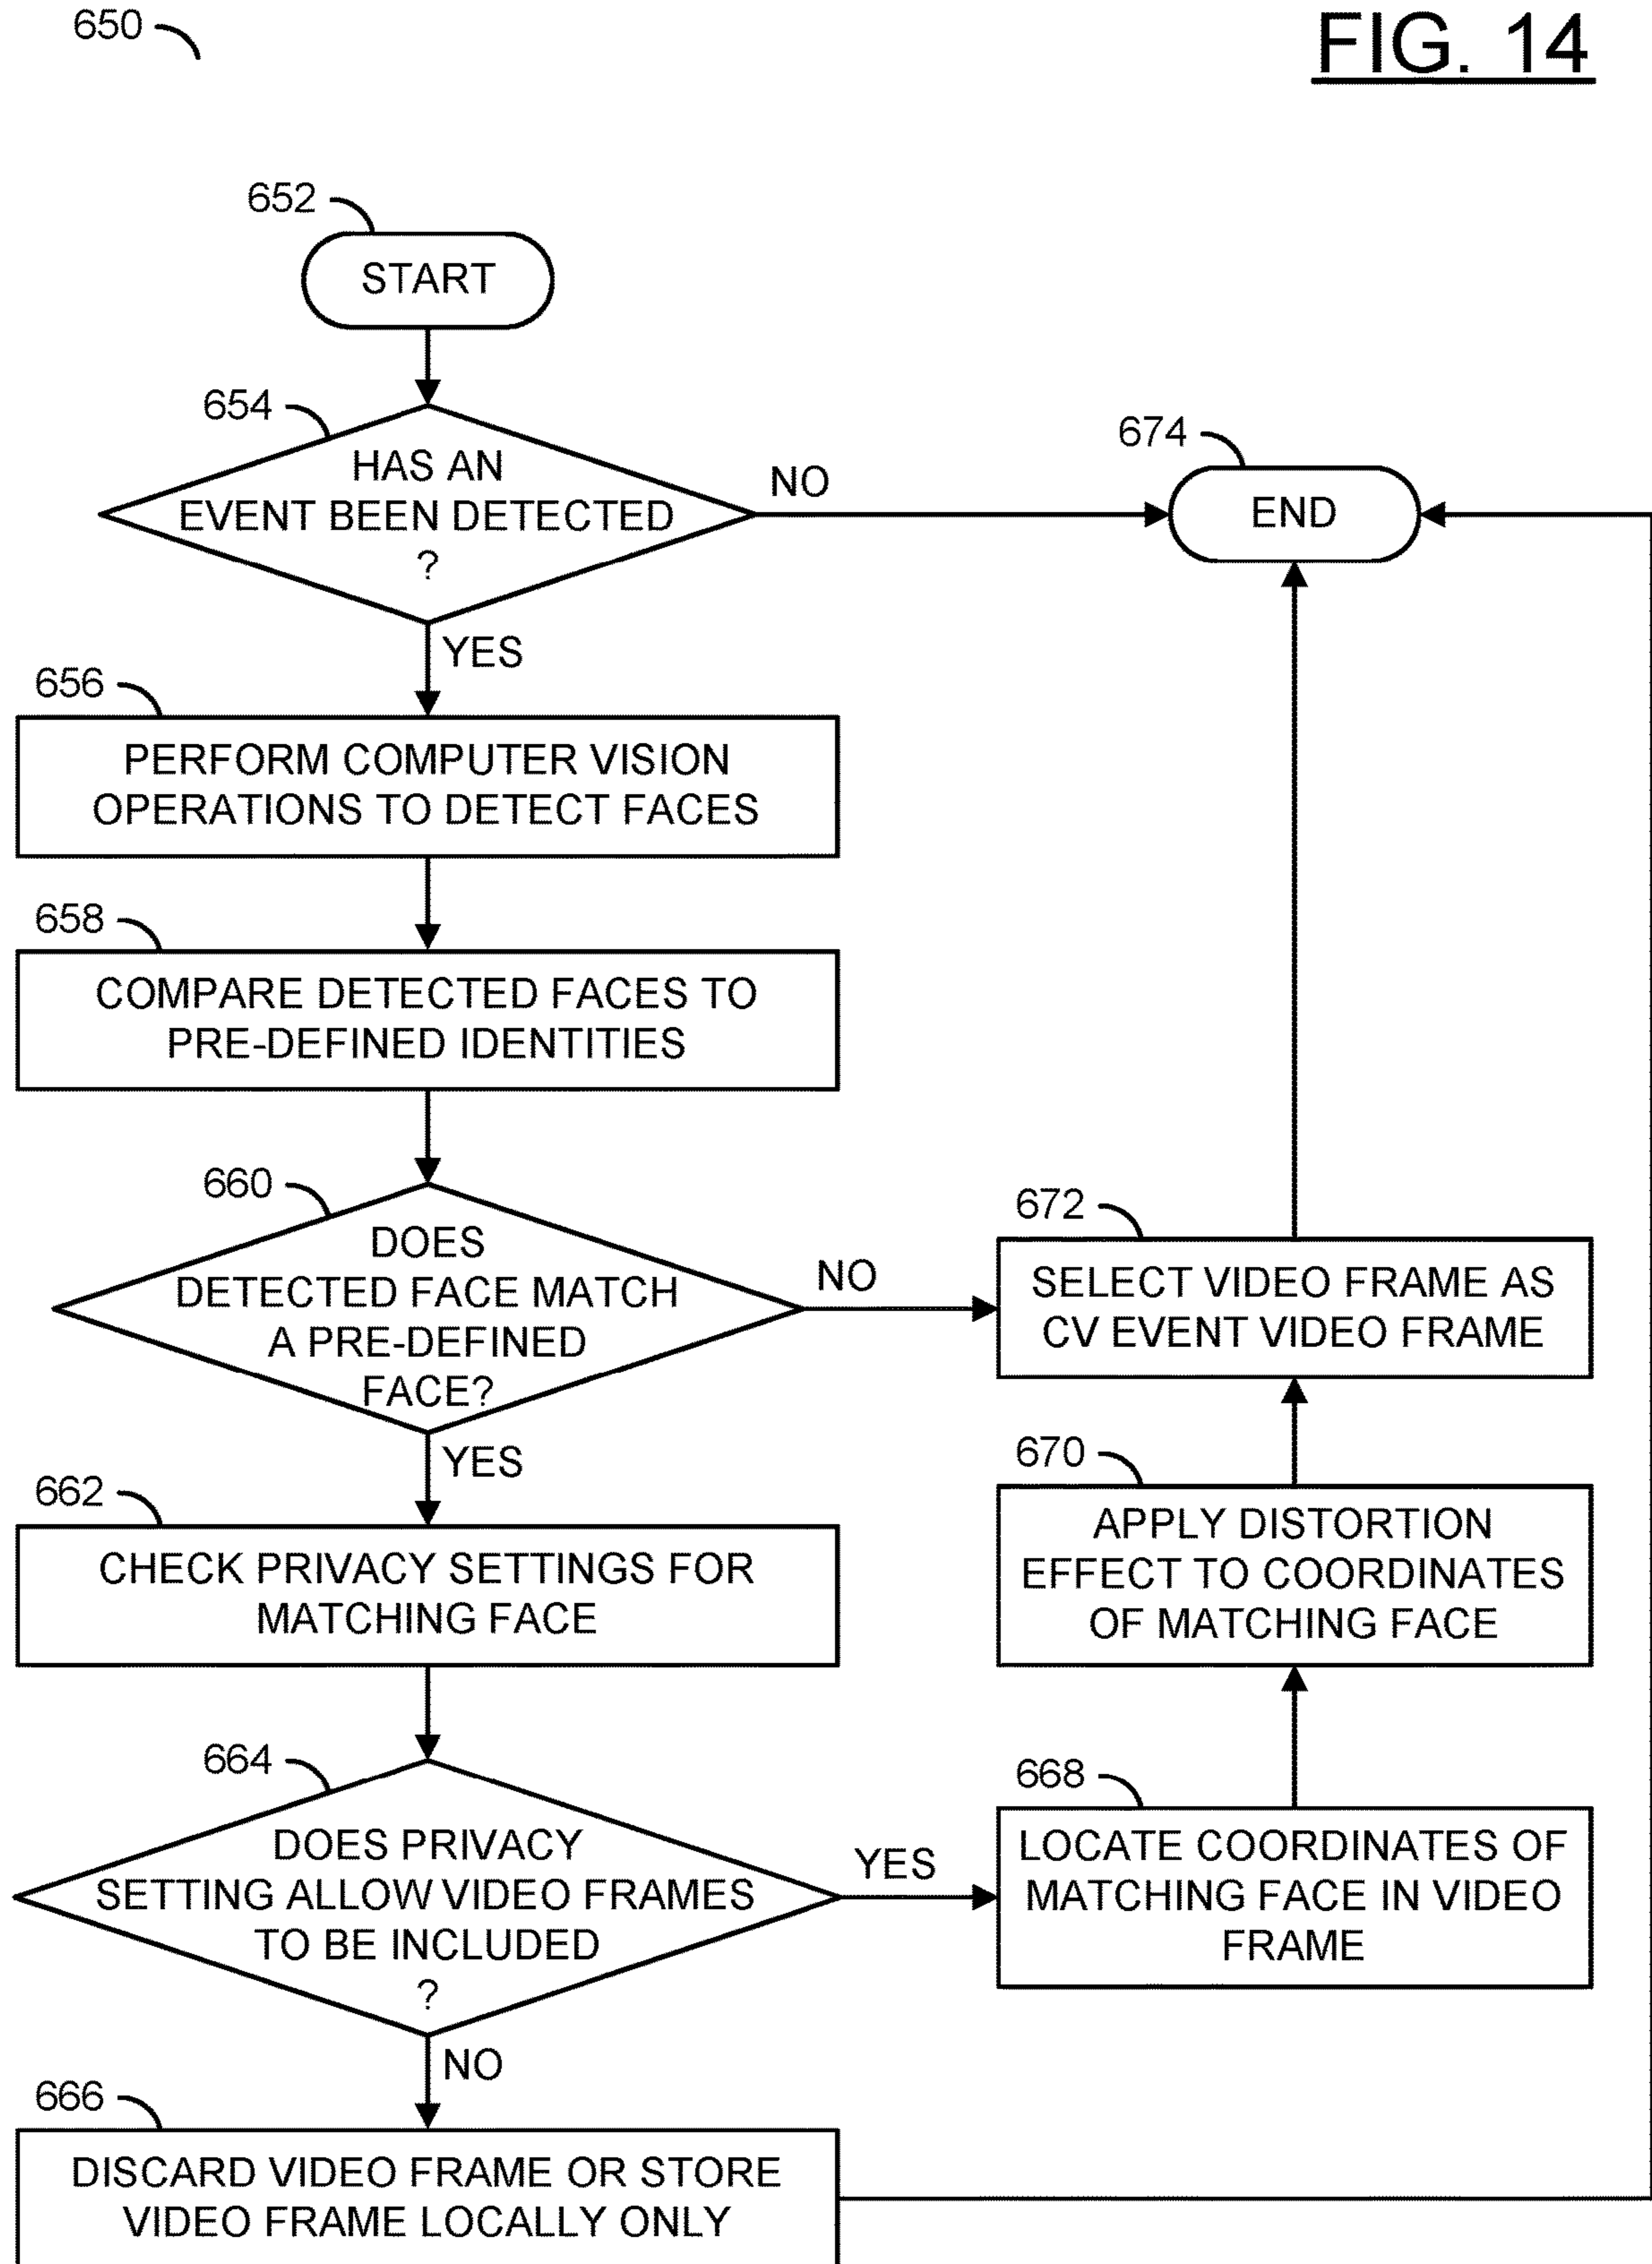 650
FIG. 14
652
START
654
HAS AN
EVENT BEEN DETECTED
?
NO
674
END
YES
656
PERFORM COMPUTER VISION
OPERATIONS TO DETECT FACES
658
COMPARE DETECTED FACES TO
PRE-DEFINED IDENTITIES
660
DOES
DETECTED FACE MATCH
A PRE-DEFINED
FACE?
NO
672
SELECT VIDEO FRAME AS
CV EVENT VIDEO FRAME
YES
662
CHECK PRIVACY SETTINGS FOR
MATCHING FACE
670
APPLY DISTORTION
EFFECT TO COORDINATES
OF MATCHING FACE
664
DOES PRIVACY
SETTING ALLOW VIDEO FRAMES
TO BE INCLUDED
?
YES
668
LOCATE COORDINATES OF
MATCHING FACE IN VIDEO
FRAME
NO
666
DISCARD VIDEO FRAME OR STORE
VIDEO FRAME LOCALLY ONLY